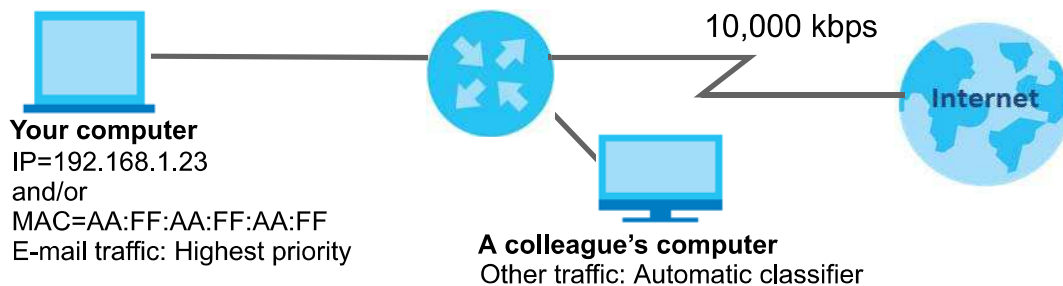 10,000 kbps
Internet
Your computer
IP=192.168.1.23
and/or
MAC=AA:FF:AA:FF:AA:FF
E-mail traffic: Highest priority
A colleague’s computer
Other traffic: Automatic classifier